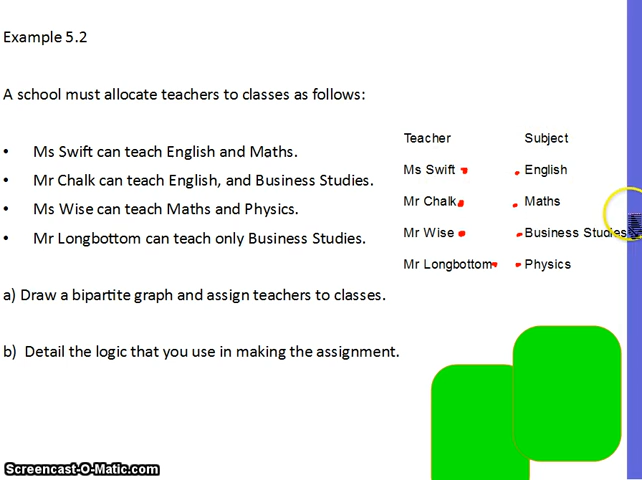 Example 5.2
A school must allocate teachers to classes as follows:
• Ms Swift can teach English and Maths.
• Mr Chalk can teach English, and Business Studies.
• Ms Wise can teach Maths and Physics.
• Mr Longbottom can teach only Business Studies.
a) Draw a bipartite graph and assign teachers to classes.
b) Detail the logic that you use in making the assignment.
Teacher Subject
Ms Swift English
Mr Chalk Maths
Mr Wise Business Studies
Mr Longbottom Physics
Screencast-O-Matic.com